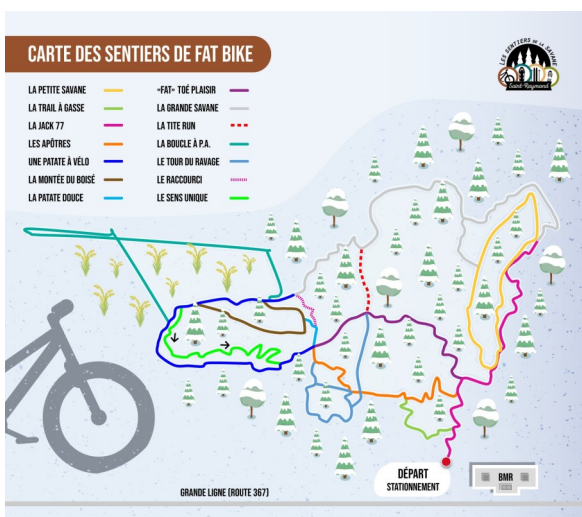 CARTE DES SENTIERS DE FAT BIKE
LES SENTIERS DE LA SAVANE
Saint-Raymond
LA PETITE SAVANE
LA TRAIL À GASSE
LA JACK 77
LES APÔTRES
UNE PATATE À VÉLO
LA MONTÉE DU BOISÉ
LA PATATE DOUCE
«FAT» TOÉ PLAISIR
LA GRANDE SAVANE
LA TITE RUN
LA BOUCLE À P.A.
LE TOUR DU RAVAGE
LE RACCOURCI
LE SENS UNIQUE
DÉPART
STATIONNEMENT
BMR
GRANDE LIGNE (ROUTE 367)